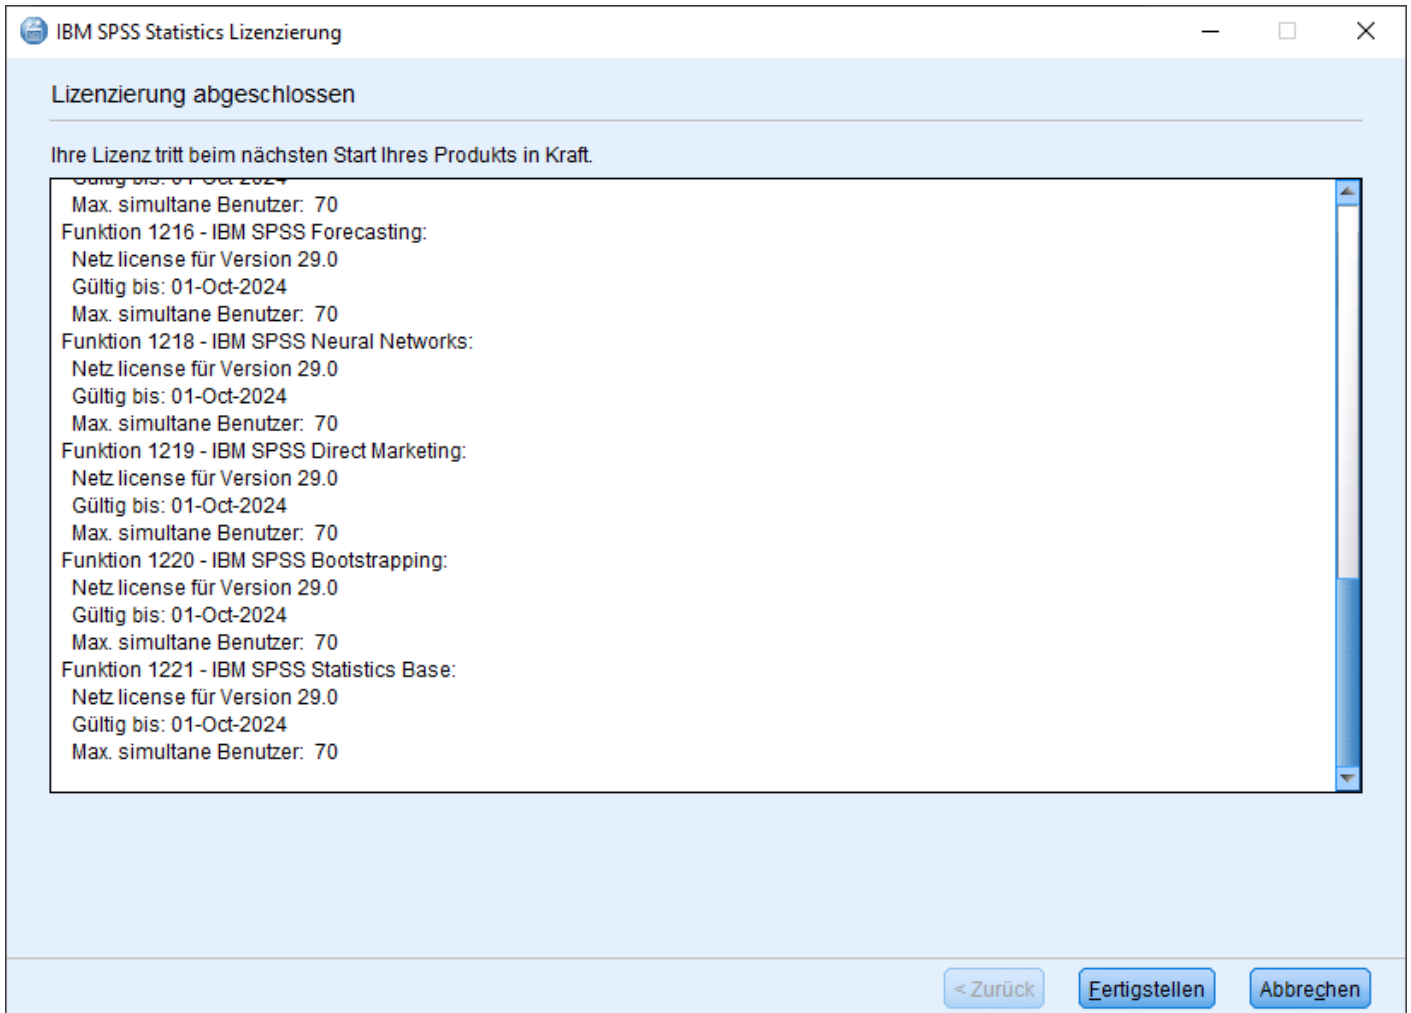 IBM SPSS Statistics Lizenzierung
Lizenzierung abgeschlossen
Ihre Lizenz tritt beim nächsten Start Ihres Produkts in Kraft.
Gültig bis: 01-Oct-2024
Max. simultane Benutzer: 70
Funktion 1216 - IBM SPSS Forecasting:
Netz license für Version 29.0
Gültig bis: 01-Oct-2024
Max. simultane Benutzer: 70
Funktion 1218 - IBM SPSS Neural Networks:
Netz license für Version 29.0
Gültig bis: 01-Oct-2024
Max. simultane Benutzer: 70
Funktion 1219 - IBM SPSS Direct Marketing:
Netz license für Version 29.0
Gültig bis: 01-Oct-2024
Max. simultane Benutzer: 70
Funktion 1220 - IBM SPSS Bootstrapping:
Netz license für Version 29.0
Gültig bis: 01-Oct-2024
Max. simultane Benutzer: 70
Funktion 1221 - IBM SPSS Statistics Base:
Netz license für Version 29.0
Gültig bis: 01-Oct-2024
Max. simultane Benutzer: 70
< Zurück Fertigstellen Abbrechen